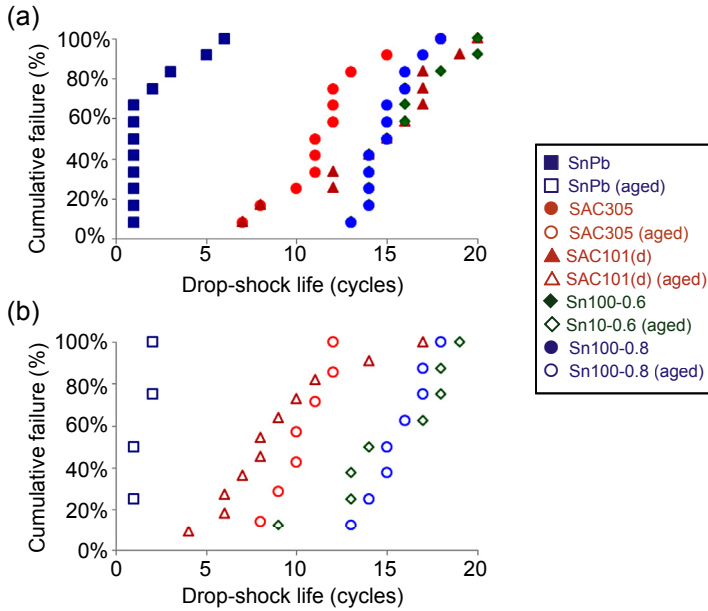 (a)
Cumulative failure (%)
100%
80%
60%
40%
20%
0%
0 5 10 15 20
Drop-shock life (cycles)
(b)
Cumulative failure (%)
100%
80%
60%
40%
20%
0%
0 5 10 15 20
Drop-shock life (cycles)
SnPb
SnPb (aged)
SAC305
SAC305 (aged)
SAC101(d)
SAC101(d) (aged)
Sn100-0.6
Sn10-0.6 (aged)
Sn100-0.8
Sn100-0.8 (aged)